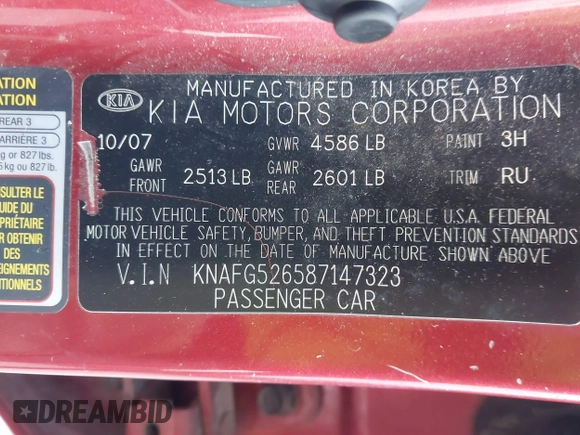 ATION
ATION
REAR 3
ARRIÈRE 3
g or 827 lbs.
kg ou 827 lb.
SULTER LE
UIDE DU
PRIÉTAIRE
R OBTENIR
DES
EIGNEMENTS
ITIONNELS
KIA
MANUFACTURED IN KOREA BY
KIA MOTORS CORPORATION
10/07 GVWR 4586 LB PAINT 3H
GAWR FRONT 2513 LB GAWR REAR 2601 LB TRIM RU
THIS VEHICLE CONFORMS TO ALL APPLICABLE U.S.A. FEDERAL
MOTOR VEHICLE SAFETY, BUMPER, AND THEFT PREVENTION STANDARDS
IN EFFECT ON THE DATE OF MANUFACTURE SHOWN ABOVE
V.I.N KNAFG526587147323
PASSENGER CAR
DREAMBID